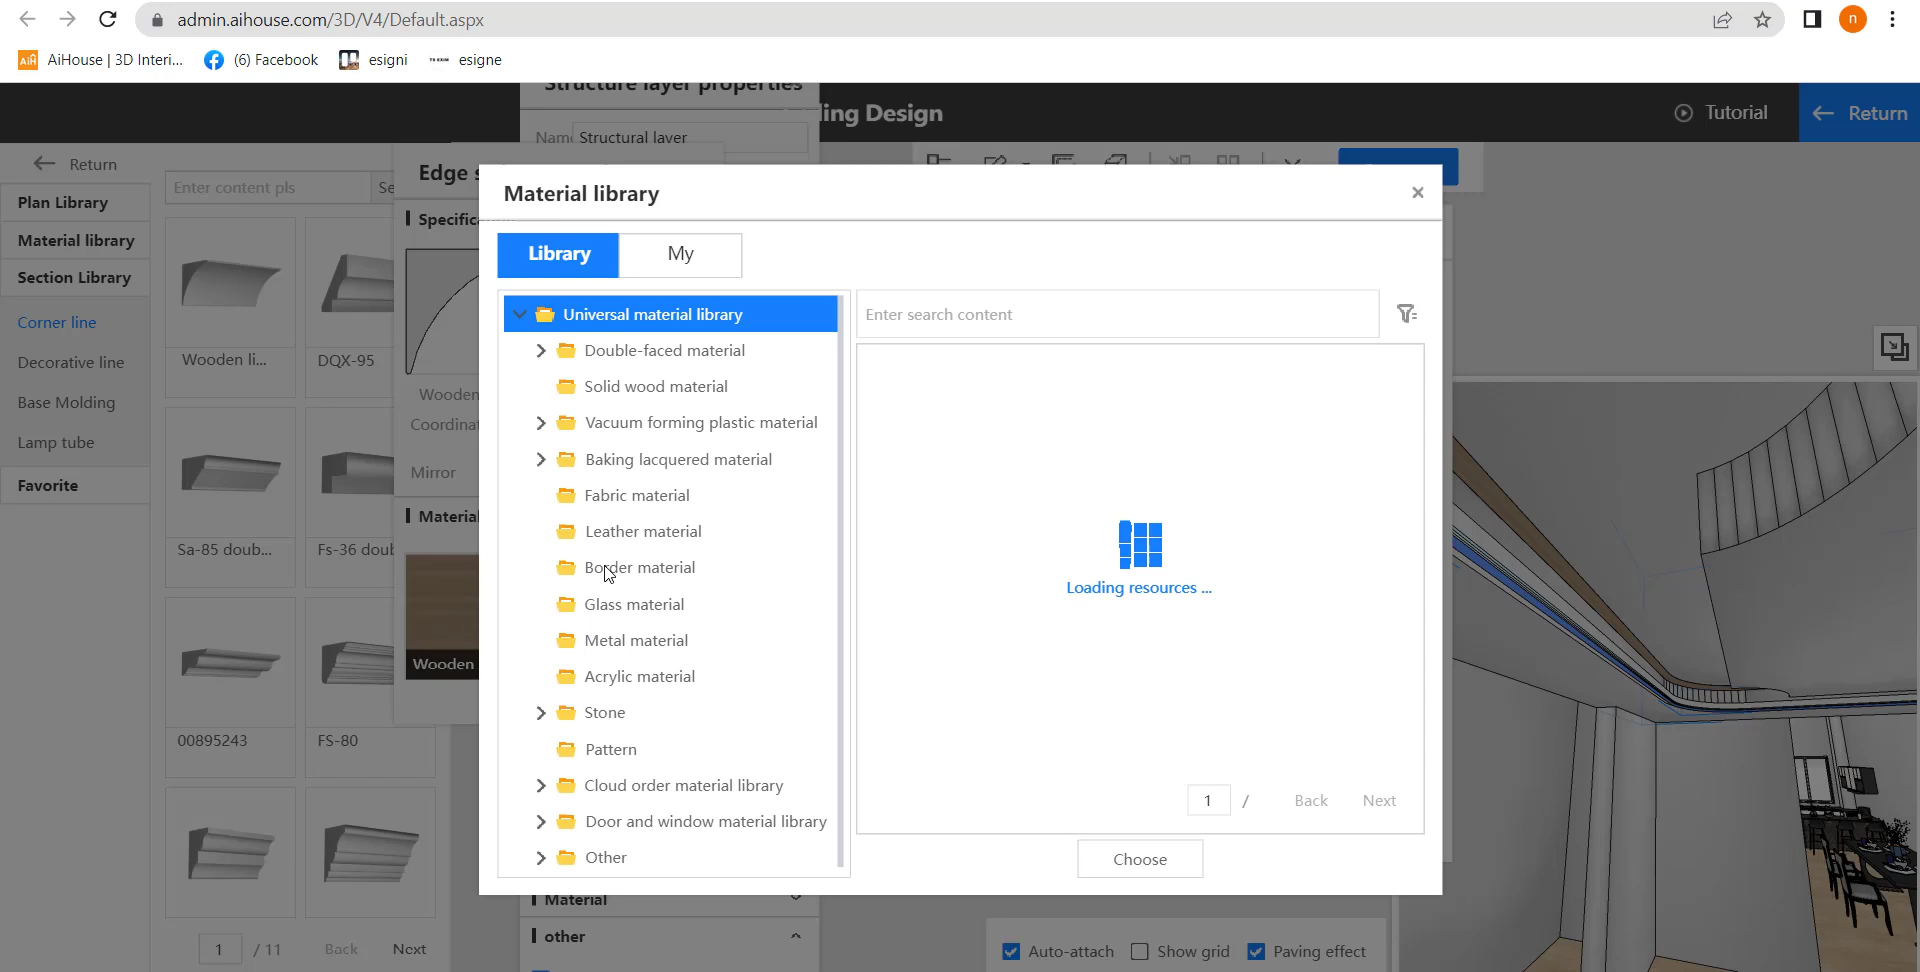 admin.aihouse.com/3D/V4/Default.aspx
n
AiHouse | 3D Interi...
(6) Facebook
esigni
esigne
Structure layer properties
ing Design
Tutorial
Return
Name
Structural layer
Return
Enter content pls
Se
Edge s
Plan Library
Material library
Section Library
Corner line
Decorative line
Base Molding
Lamp tube
Favorite
Wooden li...
DQX-95
Sa-85 doub...
Fs-36 doub
00895243
FS-80
1 / 11 Back Next
Specific
Wooden
Coordinat
Mirror
Material
Wooden
Material library
Library
My
Universal material library
Double-faced material
Solid wood material
Vacuum forming plastic material
Baking lacquered material
Fabric material
Leather material
Border material
Glass material
Metal material
Acrylic material
Stone
Pattern
Cloud order material library
Door and window material library
Other
Enter search content
Loading resources ...
1 / Back Next
Choose
Material
other
Auto-attach
Show grid
Paving effect